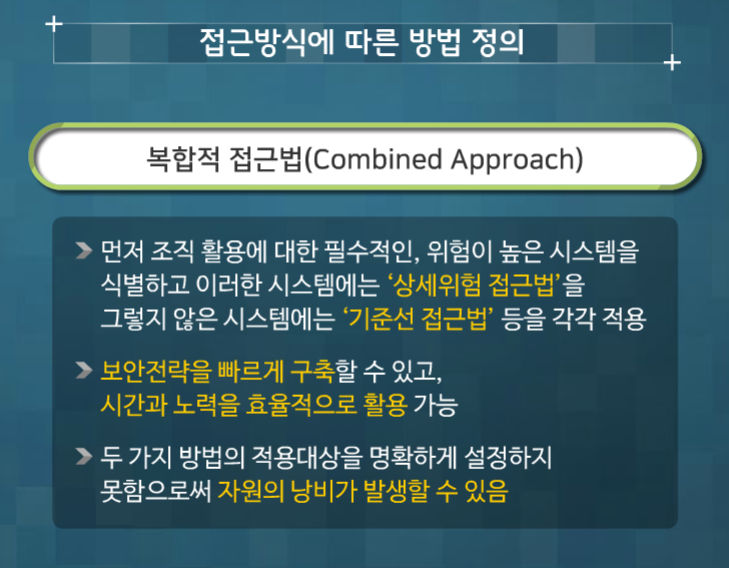 접근방식에 따른 방법 정의
복합적 접근법(Combined Approach)
먼저 조직 활용에 대한 필수적인, 위험이 높은 시스템을
식별하고 이러한 시스템에는 ‘상세위험 접근법’을
그렇지 않은 시스템에는 ‘기준선 접근법’ 등을 각각 적용
보안전략을 빠르게 구축할 수 있고,
시간과 노력을 효율적으로 활용 가능
두 가지 방법의 적용대상을 명확하게 설정하지
못함으로써 자원의 낭비가 발생할 수 있음